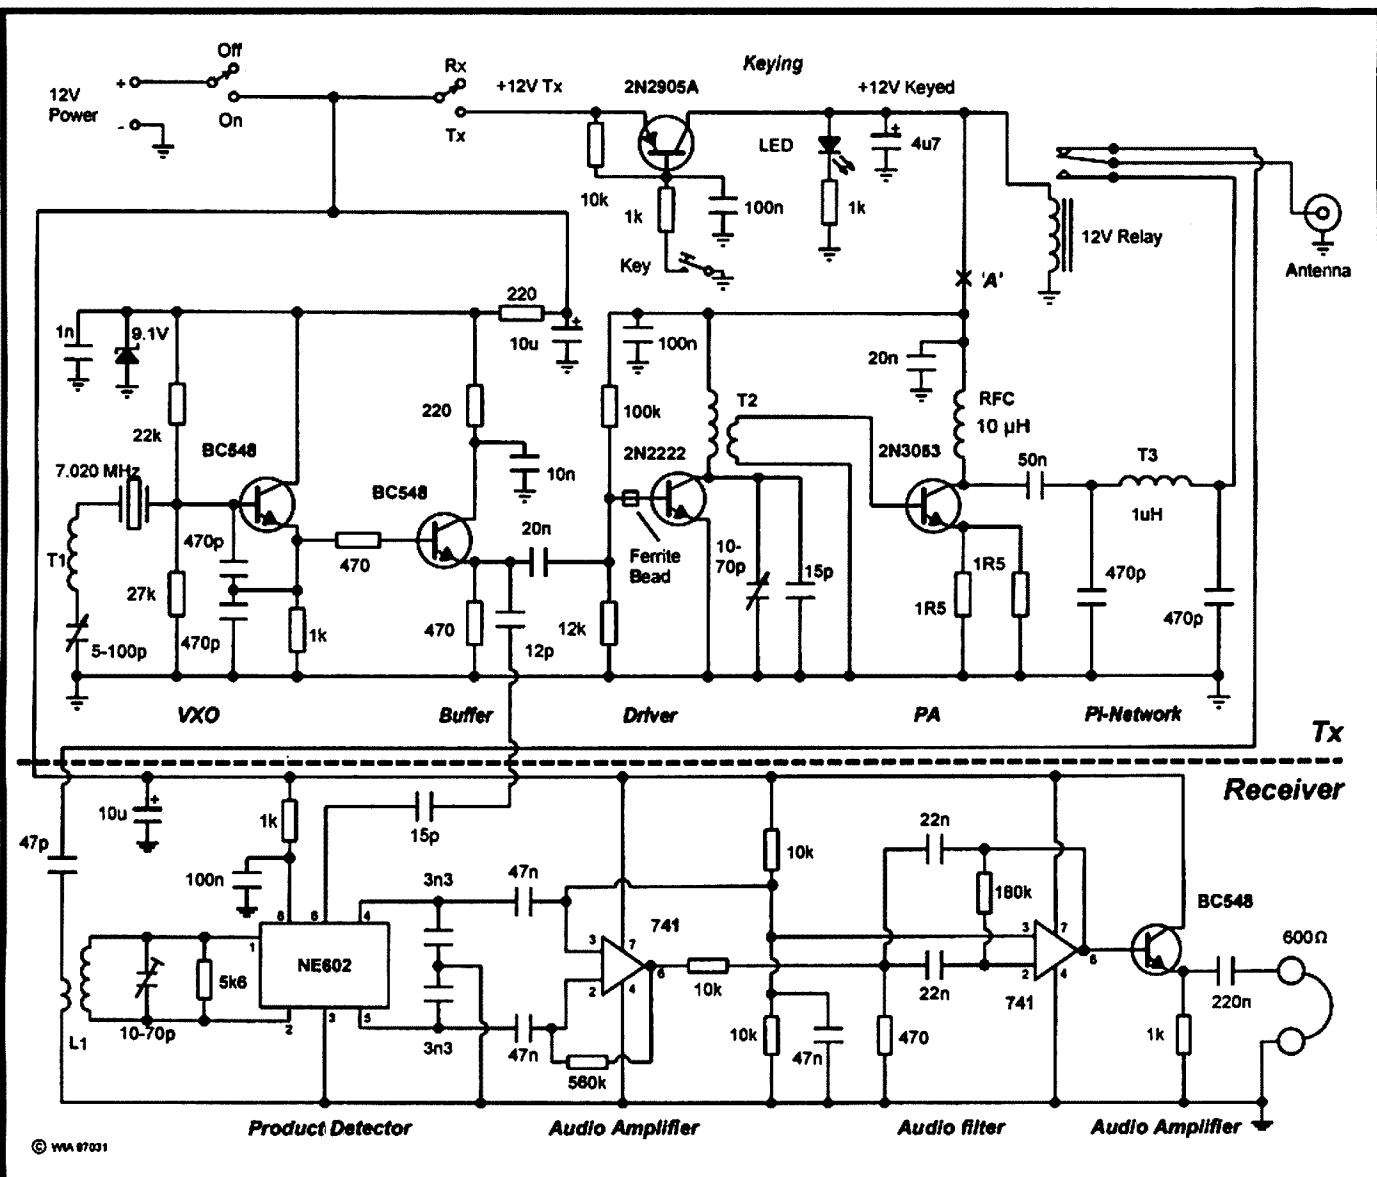 Off
Rx
Keying
+12V Tx
2N2905A
+12V Keyed
12V
Power
+
-
On
Tx
LED
+
4u7
10k
1k
100n
1k
12V Relay
Key
'A'
Antenna
220
1n
9.1V
10u
+
100n
20n
RFC
10 µH
T2
22k
220
100k
BC548
2N2222
2N3053
50n
T3
7.020 MHz
BC548
10n
20n
1uH
470p
T1
470
Ferrite
Bead
10-
70p
15p
1R5
470p
27k
1R5
5-100p
470p
1k
470
12p
12k
470p
VXO
Buffer
Driver
PA
Pi-Network
Tx
Receiver
10u
+
1k
15p
22n
47p
10k
100n
3n3
47n
180k
BC548
8
6
4
741
1
NE602
3
7
3
7
600Ω
5k6
6
6
2
4
10k
2
4
22n
741
220n
10-70p
2
3
5
L1
3n3
47n
10k
47n
470
1k
560k
Product Detector
Audio Amplifier
Audio filter
Audio Amplifier
© WIA 97031